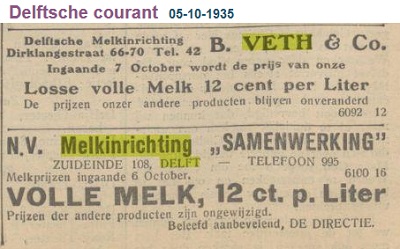 Delftsche courant 05-10-1935
Delftsche Melkinrichting B. VETH & Co.
Dirklangestraat 66-70 Tel. 42
Ingaande 7 October wordt de prijs van onze
Losse volle Melk 12 cent per Liter
De prijzen onzer andere producten blijven onveranderd
6092 12
N.V. Melkinrichting „SAMENWERKING"
ZUIDEINDE 108, DELFT — TELEFOON 995
Melkprijzen ingaande 6 October. 6100 16
VOLLE MELK, 12 ct. p. Liter
Prijzen der andere producten zijn ongewijzigd.
Beleefd aanbevelend, DE DIRECTIE.